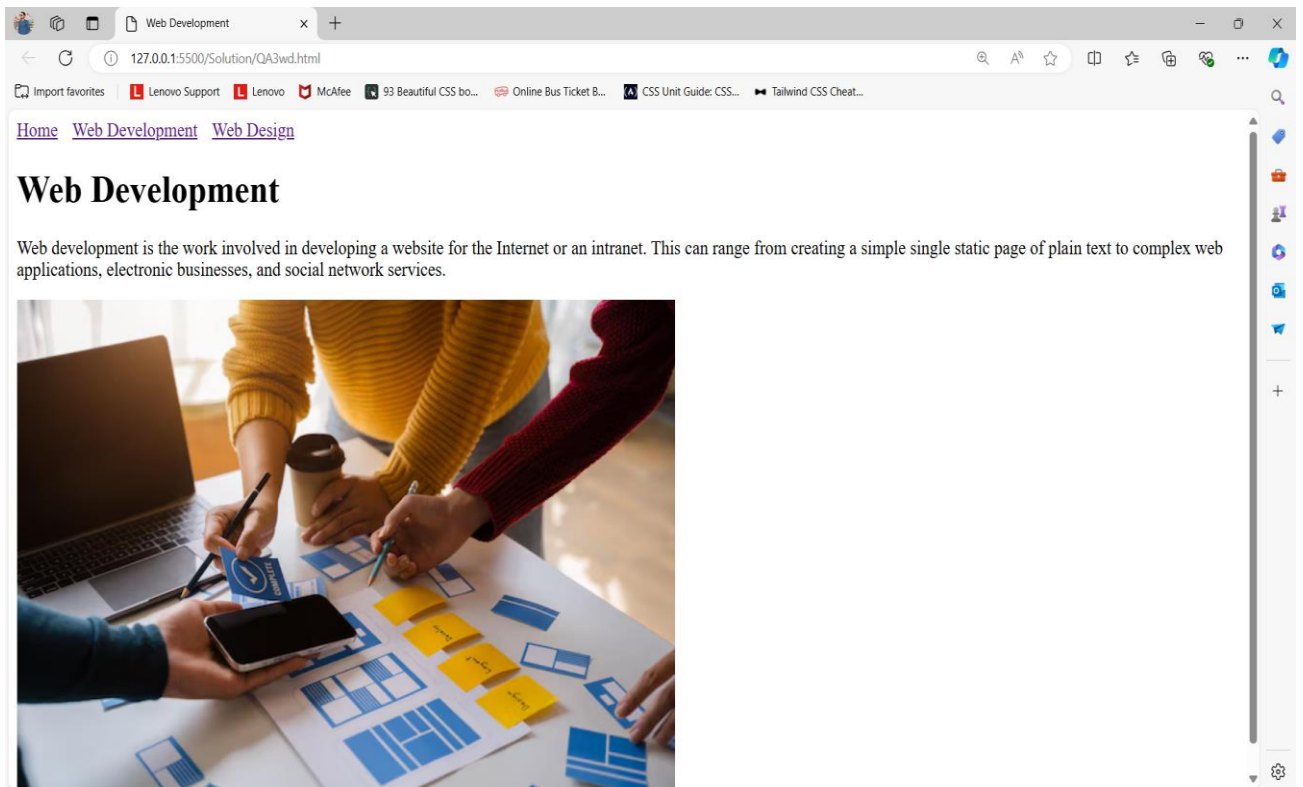 Web Development
127.0.0.1:5500/Solution/QA3wd.html
Import favorites Lenovo Support Lenovo McAfee 93 Beautiful CSS bo... Online Bus Ticket B... CSS Unit Guide: CSS... Tailwind CSS Cheat...
Home Web Development Web Design
Web Development
Web development is the work involved in developing a website for the Internet or an intranet. This can range from creating a simple single static page of plain text to complex web
applications, electronic businesses, and social network services.
COMPLETE
Layout
Design